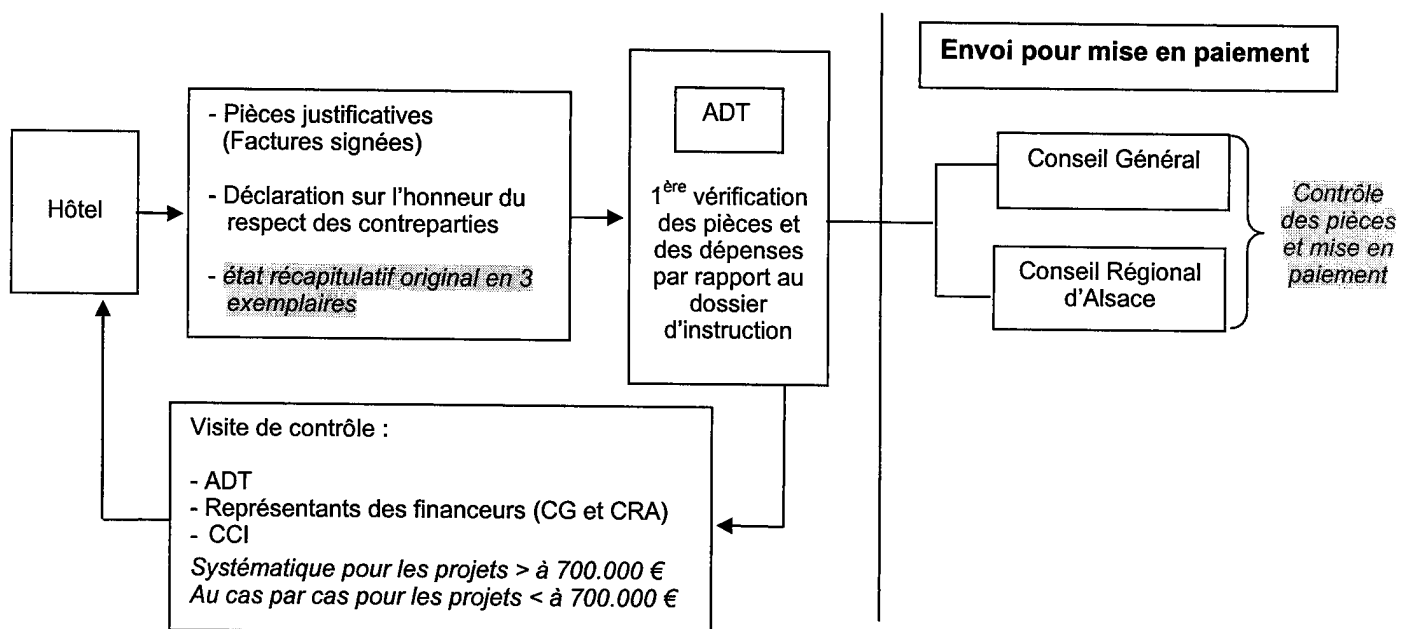 Hôtel
- Pièces justificatives
(Factures signées)
- Déclaration sur l'honneur du
respect des contreparties
- état récapitulatif original en 3
exemplaires
ADT
1ère vérification
des pièces et
des dépenses
par rapport au
dossier
d'instruction
Envoi pour mise en paiement
Conseil Général
Conseil Régional
d'Alsace
Contrôle
des pièces
et mise en
paiement
Visite de contrôle :
- ADT
- Représentants des financeurs (CG et CRA)
- CCI
Systématique pour les projets > à 700.000 €
Au cas par cas pour les projets < à 700.000 €